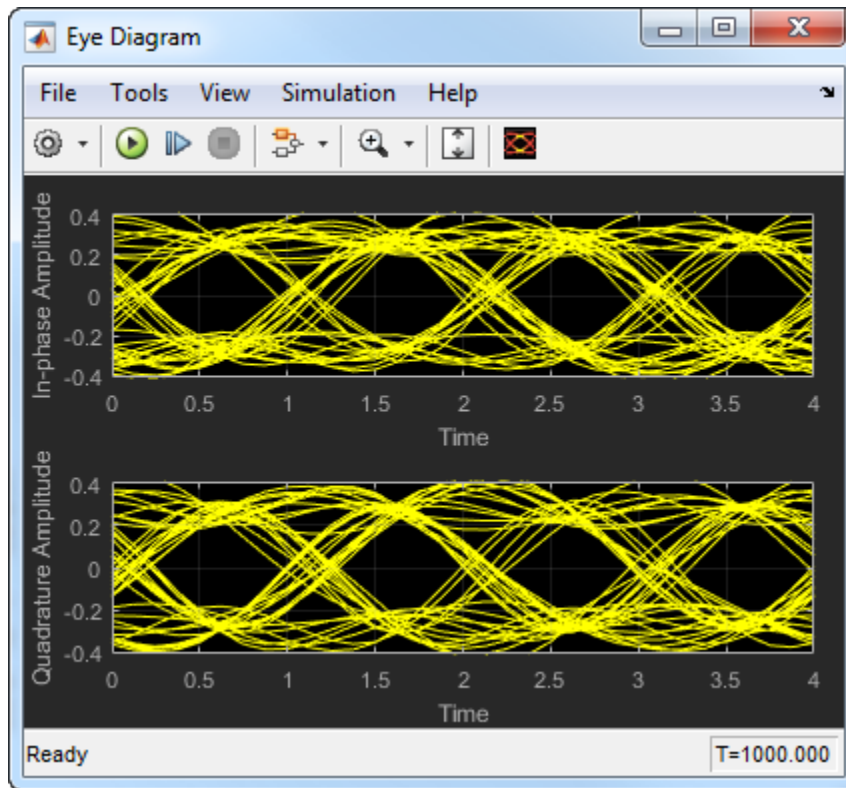 Eye Diagram
File Tools View Simulation Help
In-phase Amplitude
0.4
0.2
0
-0.2
-0.4
0 0.5 1 1.5 2 2.5 3 3.5 4
Time
Quadrature Amplitude
0.4
0.2
0
-0.2
-0.4
0 0.5 1 1.5 2 2.5 3 3.5 4
Time
Ready T=1000.000